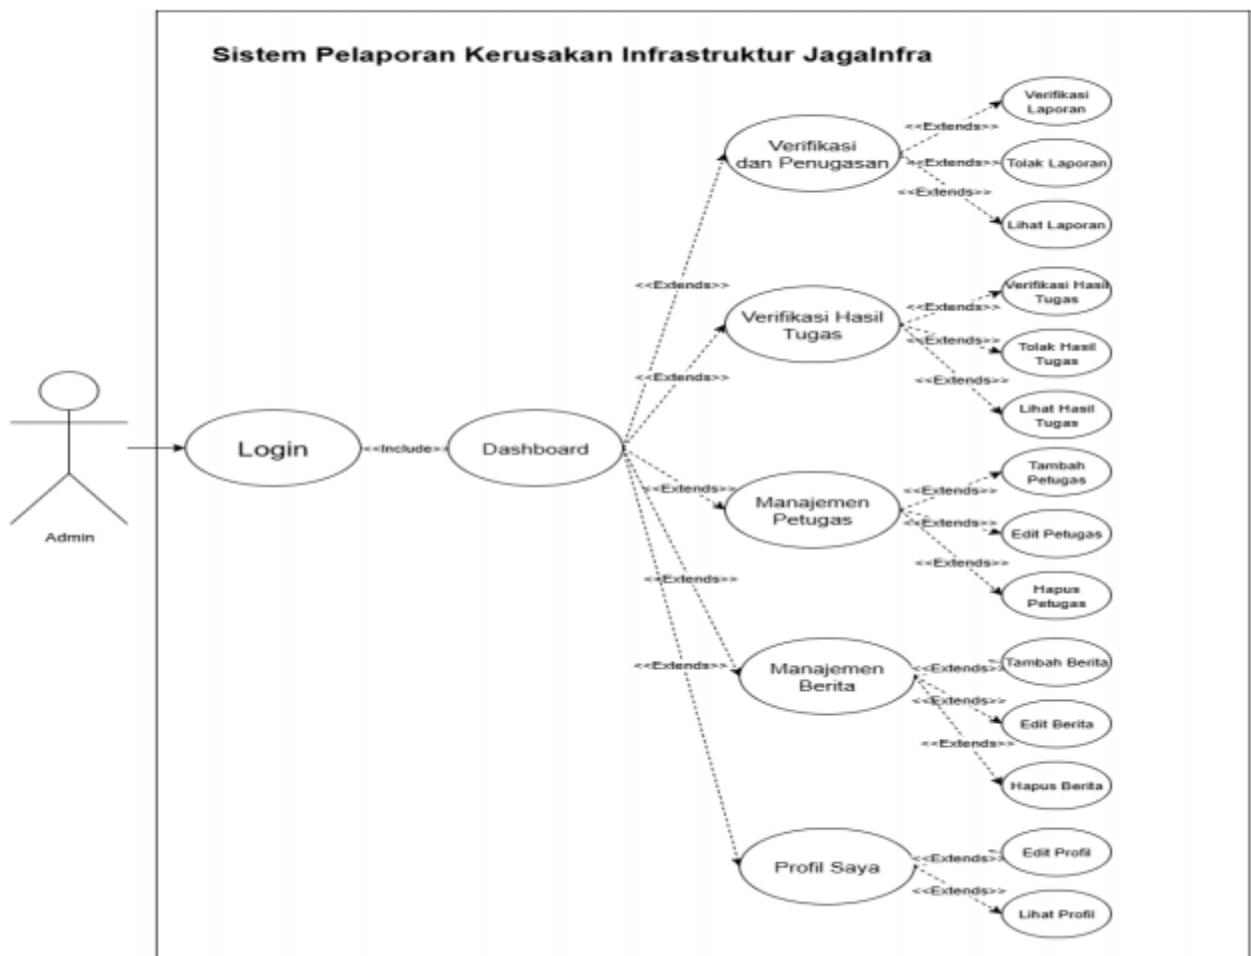 Sistem Pelaporan Kerusakan Infrastruktur JagaInfra
Verifikasi
dan Penugasan
<<Extends>>
Verifikasi
Laporan
<<Extends>>
Tolak Laporan
<<Extends>>
Lihat Laporan
<<Extends>>
Verifikasi Hasil
Tugas
<<Extends>>
Verifikasi Hasil
Tugas
<<Extends>>
Tolak Hasil
Tugas
<<Extends>>
Lihat Hasil
Tugas
<<Extends>>
Admin
Login
<<Include>>
Dashboard
<<Extends>>
Manajemen
Petugas
<<Extends>>
Tambah
Petugas
<<Extends>>
Edit Petugas
<<Extends>>
Hapus
Petugas
<<Extends>>
Manajemen
Berita
<<Extends>>
Tambah Berita
<<Extends>>
Edit Berita
<<Extends>>
Hapus Berita
<<Extends>>
Profil Saya
<<Extends>>
Edit Profil
<<Extends>>
Lihat Profil